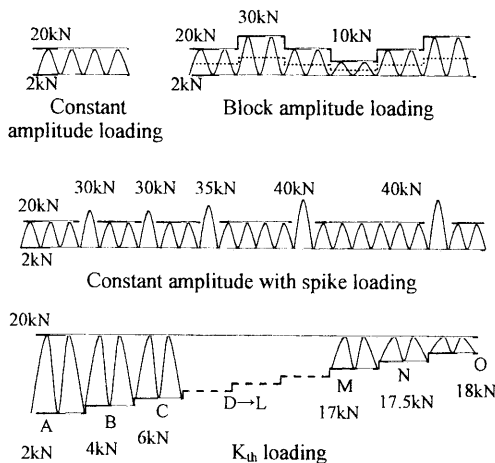 20kN
2kN
Constant
amplitude loading
30kN
20kN
10kN
2kN
Block amplitude loading
30kN 30kN 35kN 40kN 40kN
20kN
2kN
Constant amplitude with spike loading
20kN
A B C D→L M N O
2kN 4kN 6kN 17kN 17.5kN 18kN
Kth loading